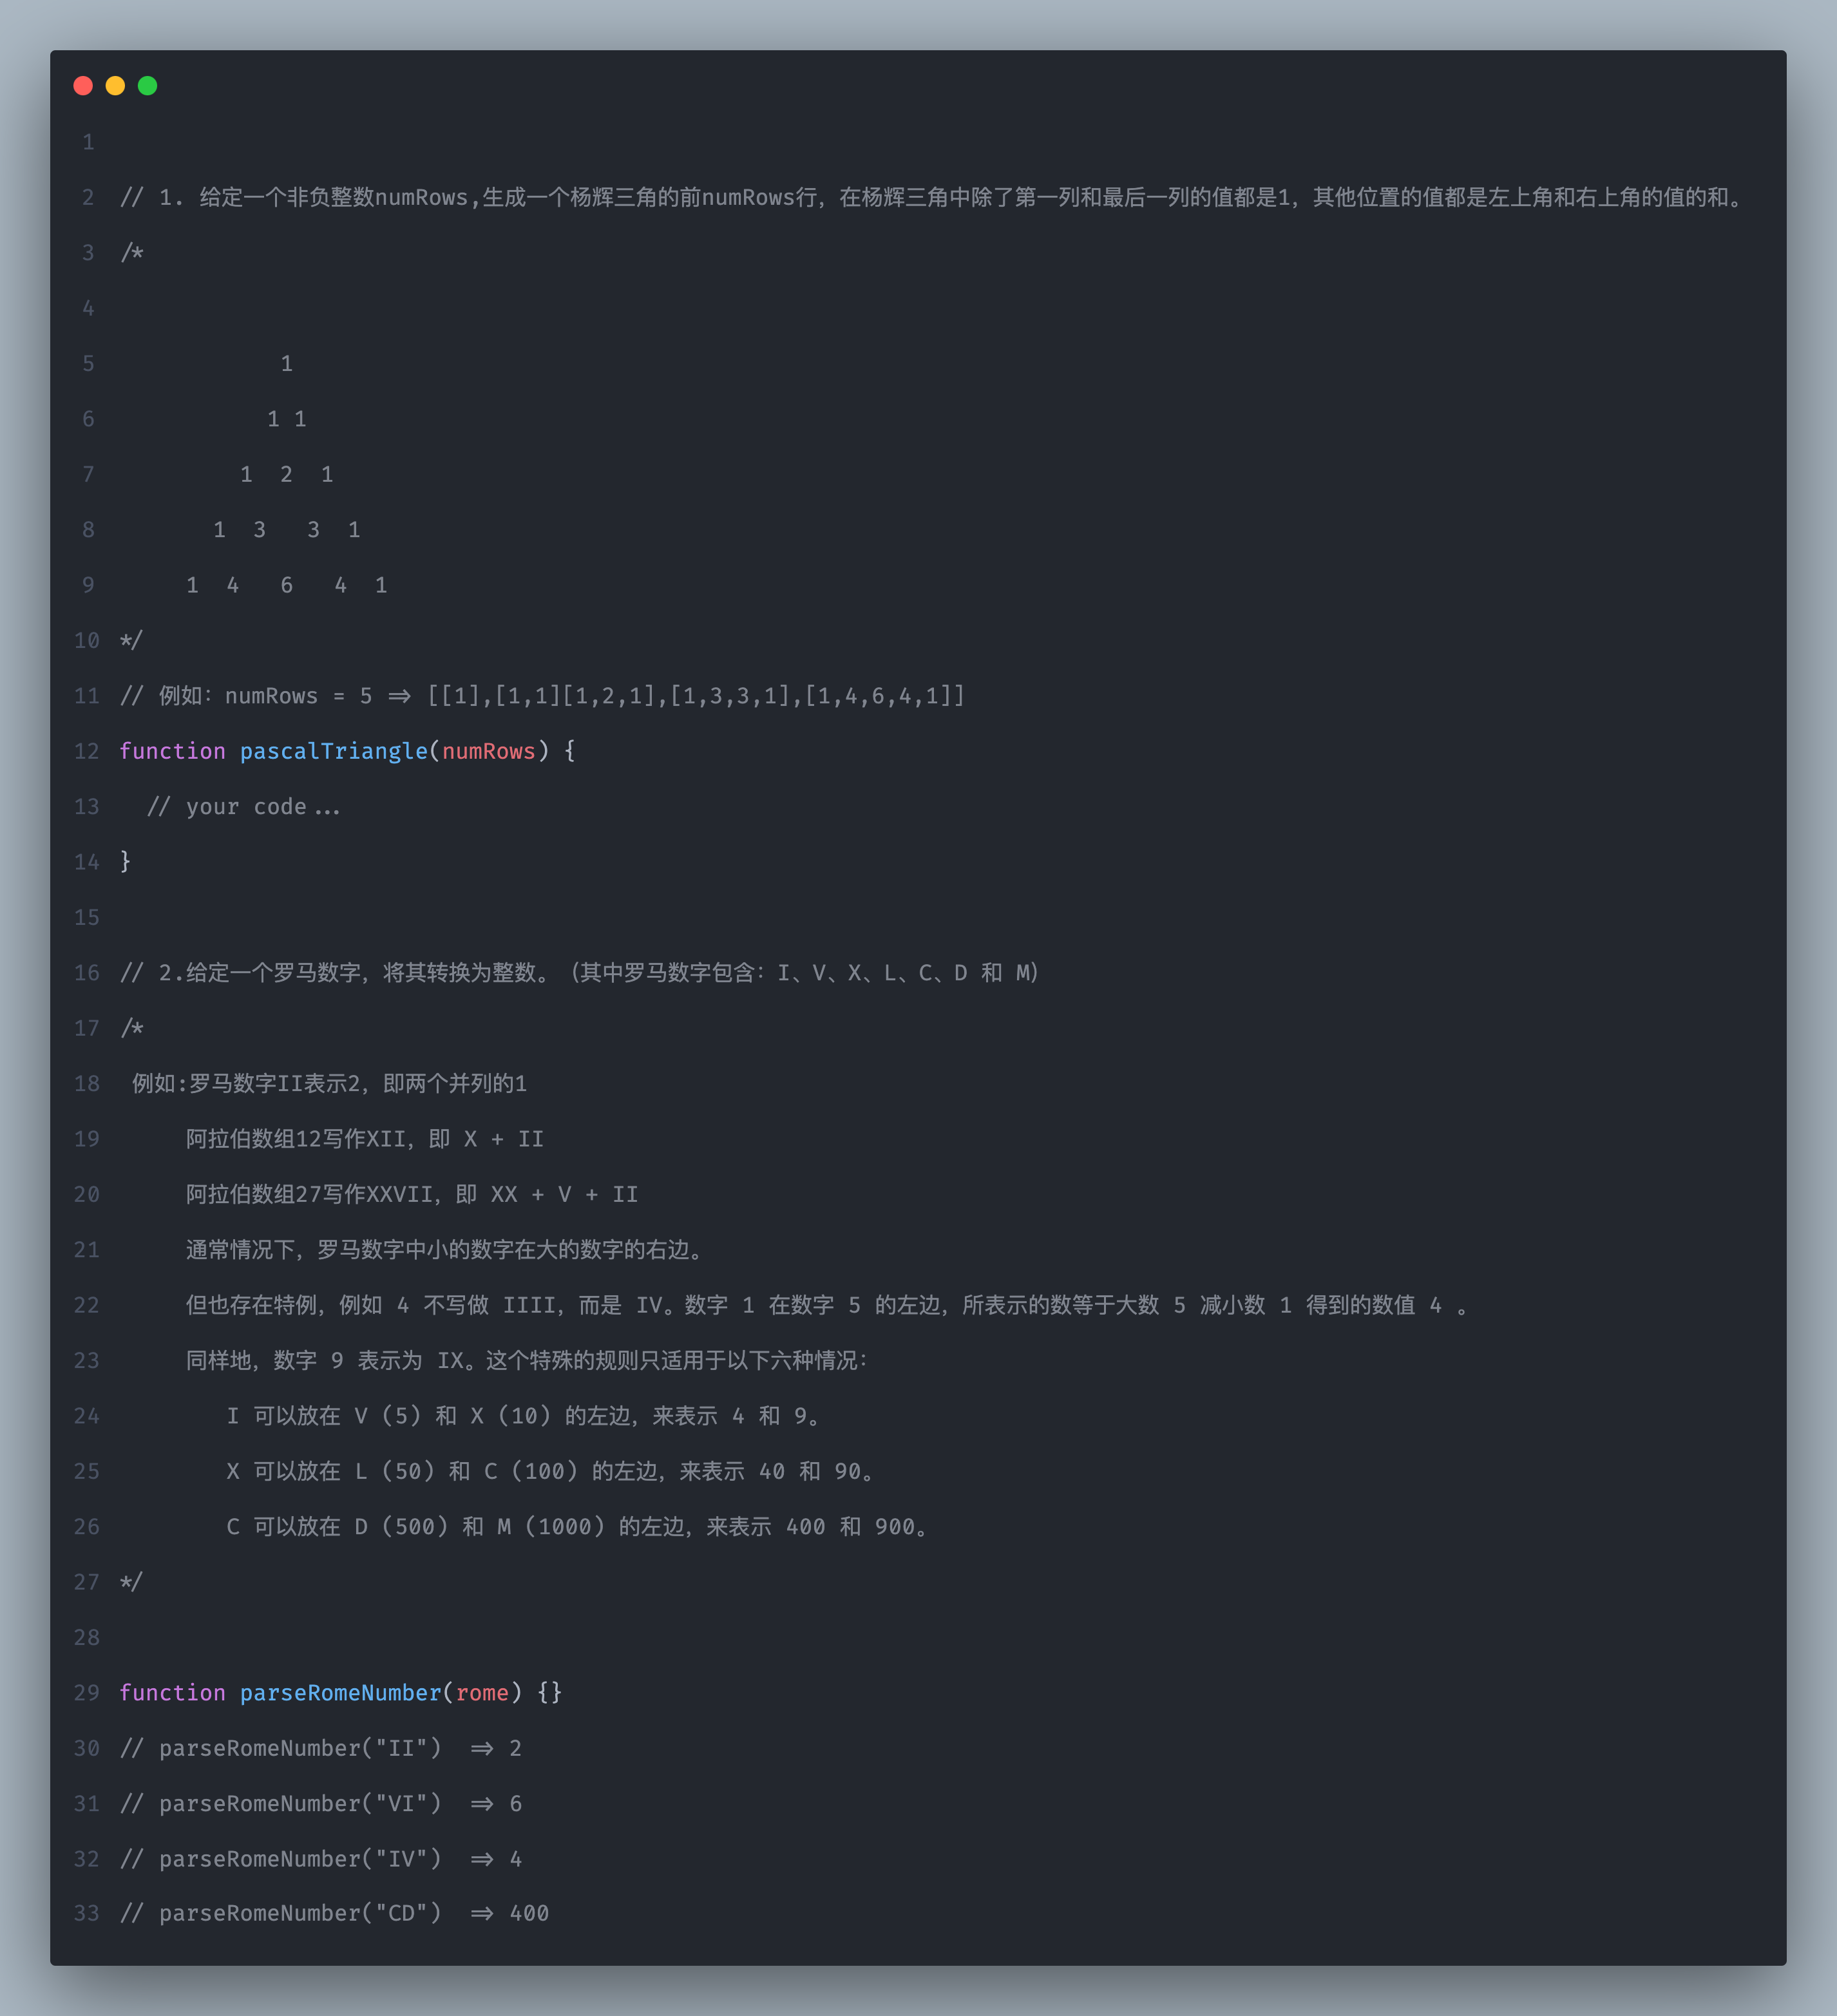 1
2 // 1. 给定一个非负整数numRows,生成一个杨辉三角的前numRows行，在杨辉三角中除了第一列和最后一列的值都是1，其他位置的值都是左上角和右上角的值的和。
3 /*
4
5             1
6            1 1
7          1  2  1
8        1  3   3  1
9      1  4   6   4  1
10 */
11 // 例如：numRows = 5 => [[1],[1,1][1,2,1],[1,3,3,1],[1,4,6,4,1]]
12 function pascalTriangle(numRows) {
13   // your code...
14 }
15
16 // 2.给定一个罗马数字，将其转换为整数。（其中罗马数字包含：I、V、X、L、C、D 和 M）
17 /*
18  例如:罗马数字II表示2，即两个并列的1
19      阿拉伯数组12写作XII，即 X + II
20      阿拉伯数组27写作XXVII，即 XX + V + II
21      通常情况下，罗马数字中小的数字在大的数字的右边。
22      但也存在特例，例如 4 不写做 IIII，而是 IV。数字 1 在数字 5 的左边，所表示的数等于大数 5 减小数 1 得到的数值 4 。
23      同样地，数字 9 表示为 IX。这个特殊的规则只适用于以下六种情况：
24         I 可以放在 V (5) 和 X (10) 的左边，来表示 4 和 9。
25         X 可以放在 L (50) 和 C (100) 的左边，来表示 40 和 90。
26         C 可以放在 D (500) 和 M (1000) 的左边，来表示 400 和 900。
27 */
28
29 function parseRomeNumber(rome) {}
30 // parseRomeNumber("II")  => 2
31 // parseRomeNumber("VI")  => 6
32 // parseRomeNumber("IV")  => 4
33 // parseRomeNumber("CD")  => 400